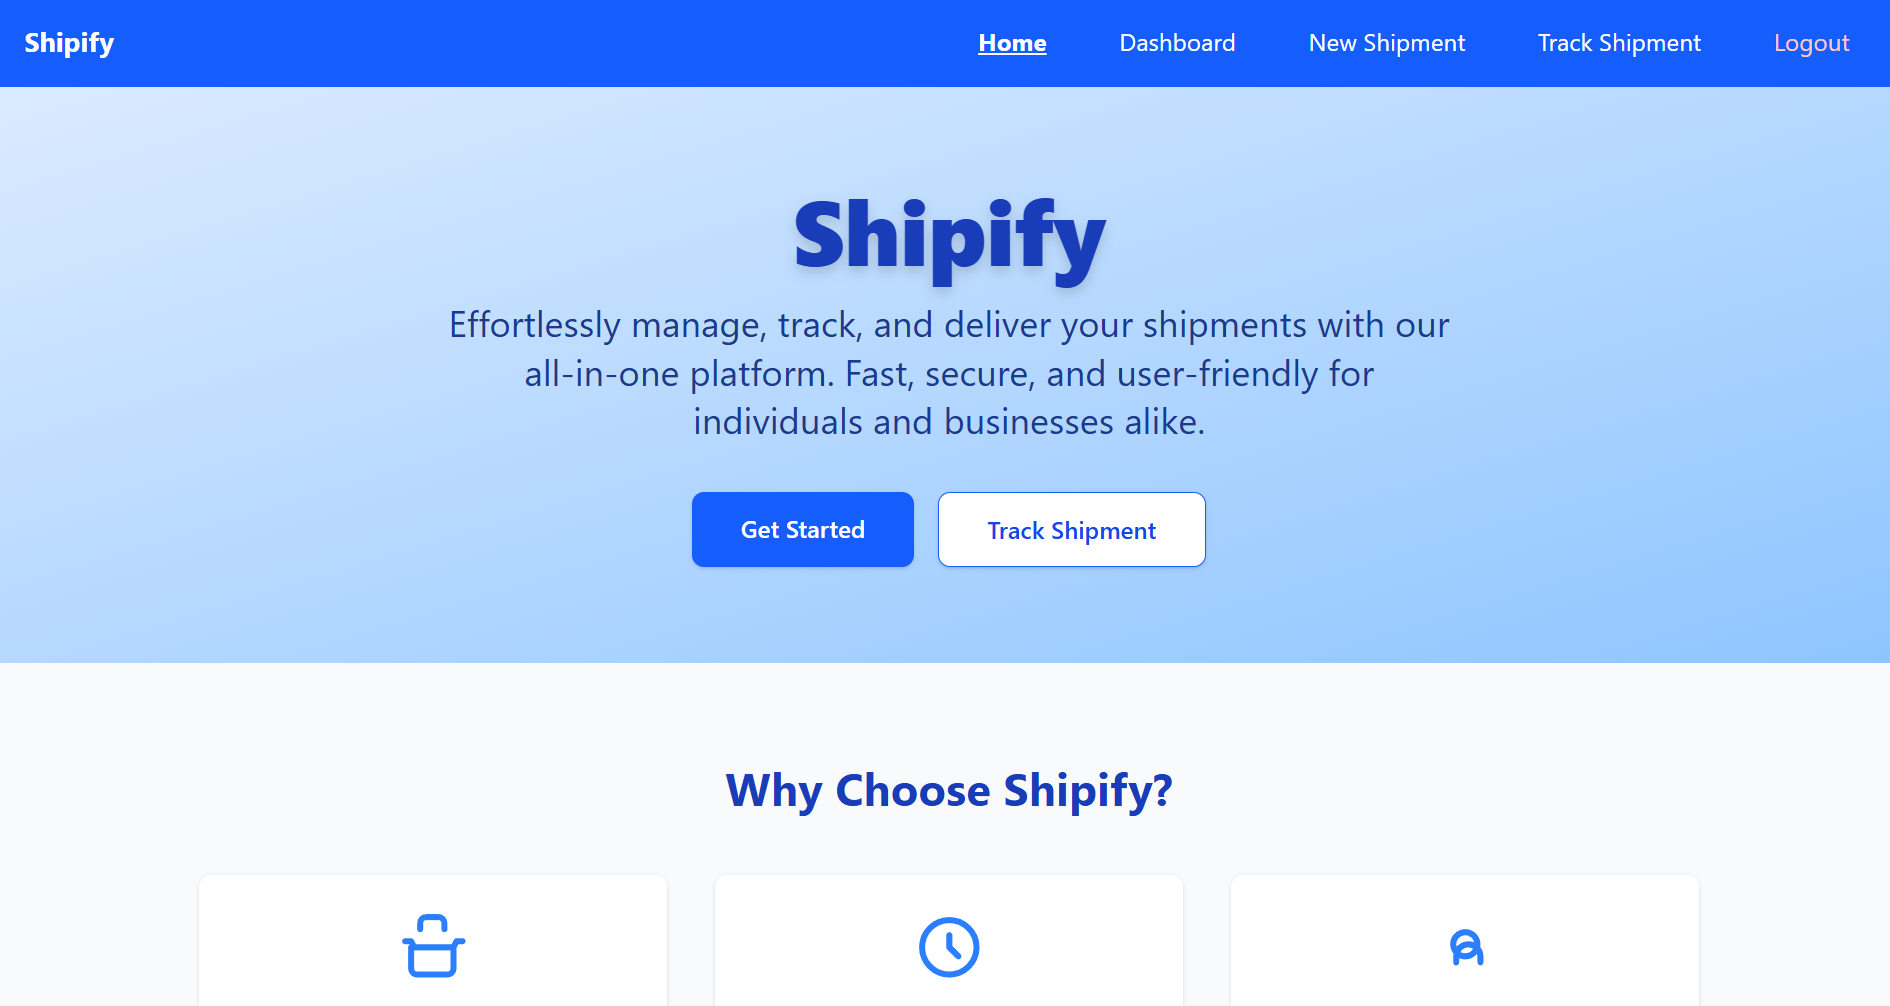 Shipify
Home
Dashboard
New Shipment
Track Shipment
Logout
Shipify
Effortlessly manage, track, and deliver your shipments with our
all-in-one platform. Fast, secure, and user-friendly for
individuals and businesses alike.
Get Started
Track Shipment
Why Choose Shipify?